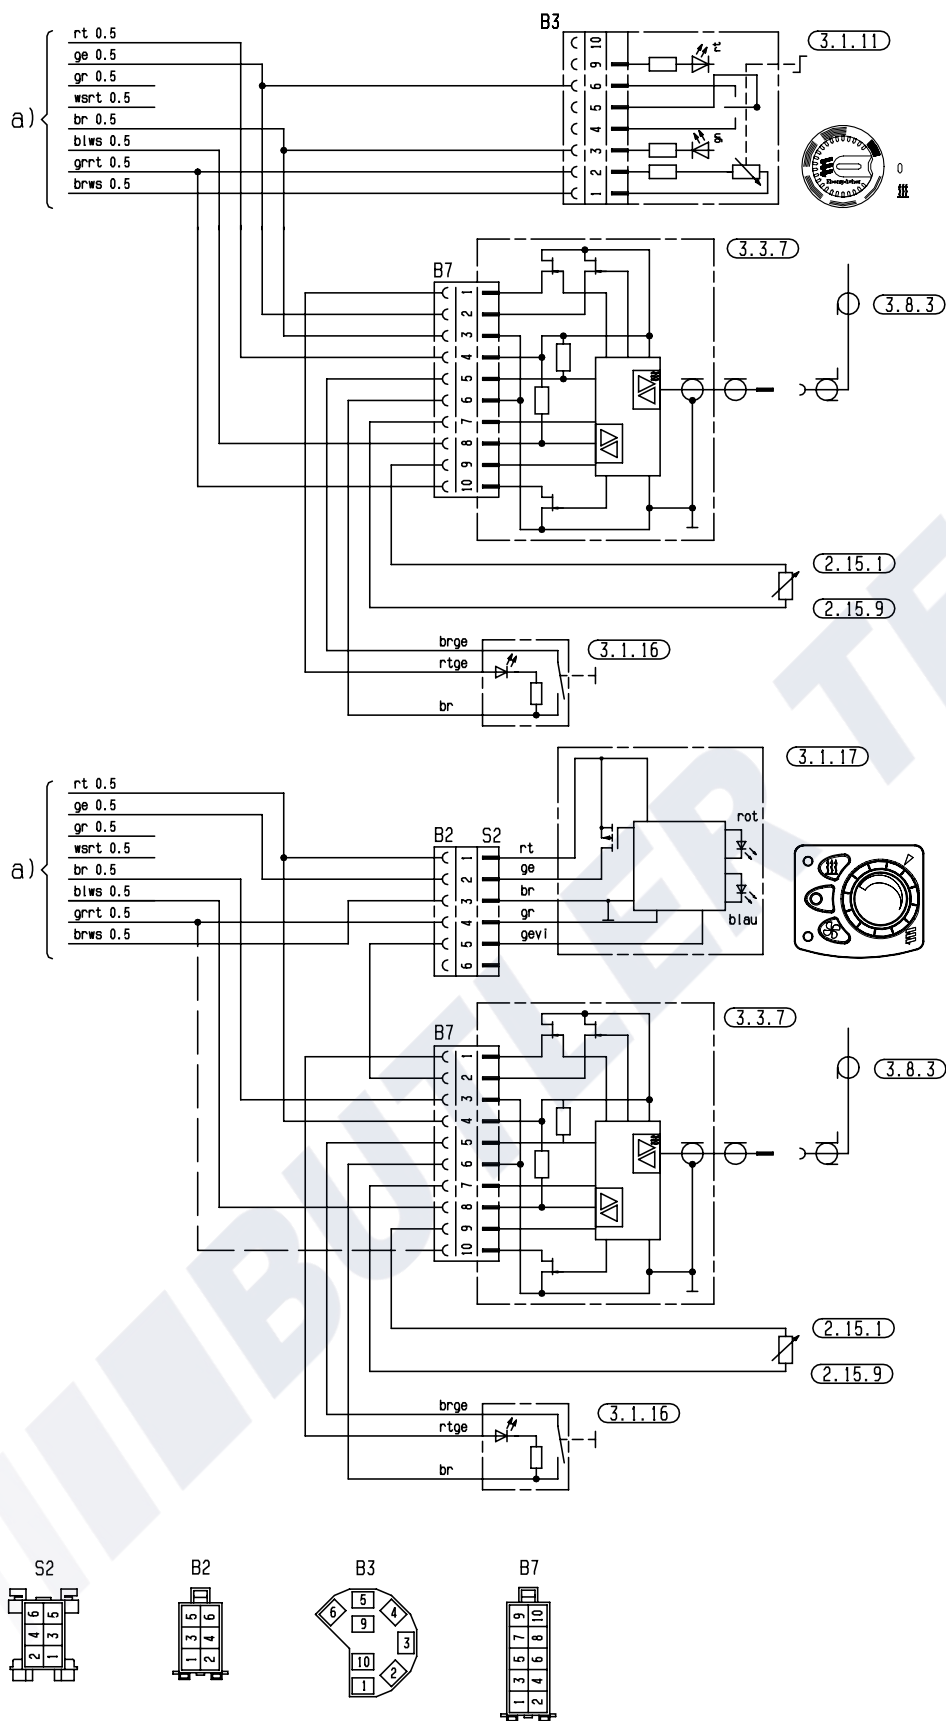 B3
3.1.11
a)
rt 0.5
ge 0.5
gr 0.5
wsrt 0.5
br 0.5
blws 0.5
grrt 0.5
brws 0.5
10
9
6
5
4
3
2
1
0
Eberspächer
B7
3.3.7
3.8.3
1
2
3
4
5
6
7
8
9
10
2.15.1
2.15.9
brge
rtge
br
3.1.16
3.1.17
a)
rt 0.5
ge 0.5
gr 0.5
wsrt 0.5
br 0.5
blws 0.5
grrt 0.5
brws 0.5
B2
S2
1
2
3
4
5
6
rt
ge
br
gr
gevi
rot
blau
B7
3.3.7
3.8.3
1
2
3
4
5
6
7
8
9
10
2.15.1
2.15.9
brge
rtge
br
3.1.16
S2
6 5
4 3
2 1
B2
5 6
3 4
1 2
B3
5
6 4
9
3
10
2
1
B7
9 10
7 8
5 6
3 4
1 2
BUTLER TE